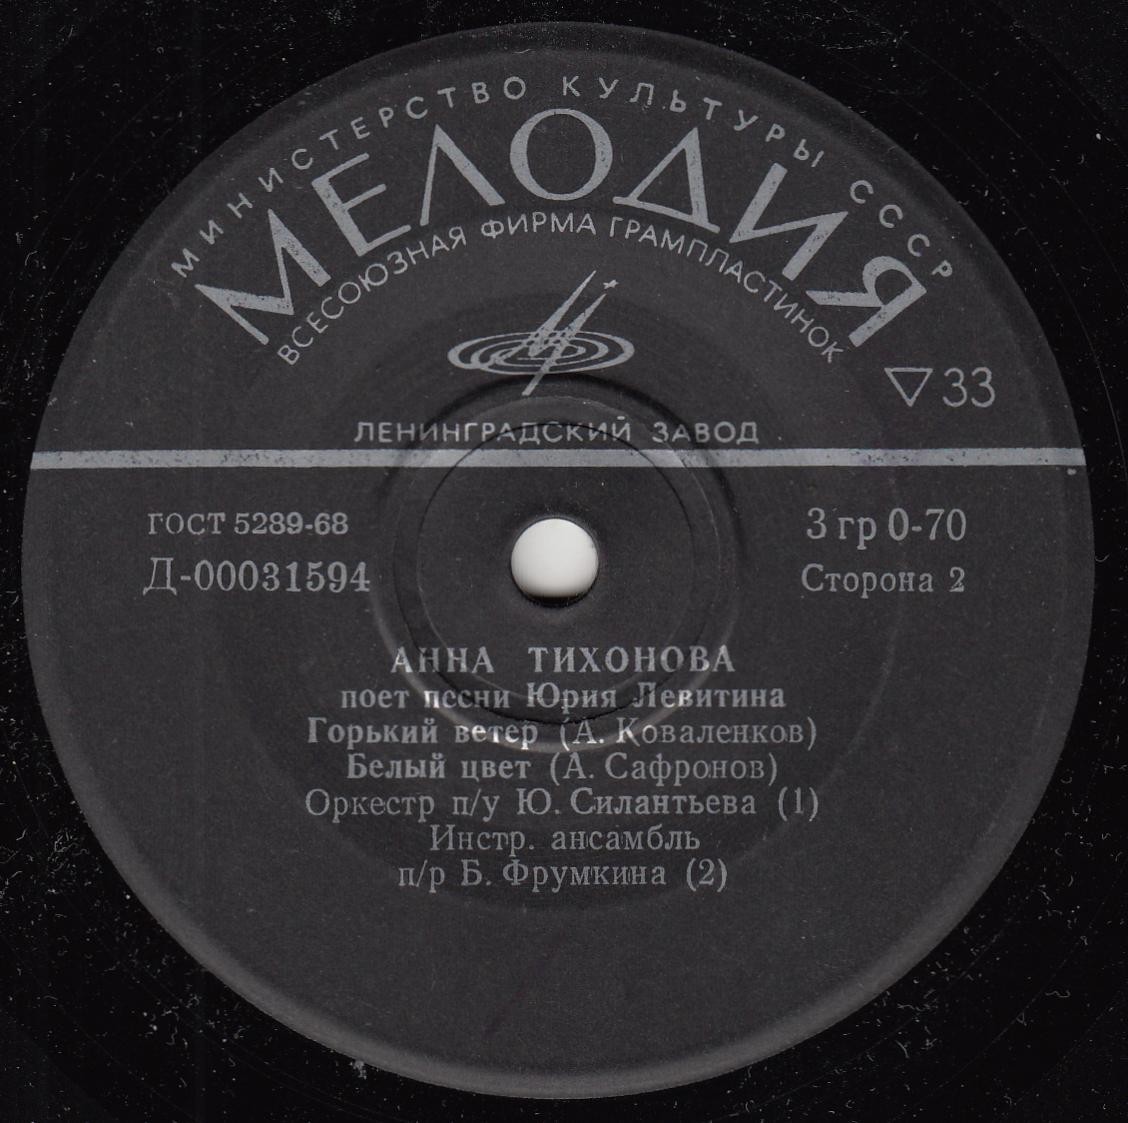 МИНИСТЕРСТВО КУЛЬТУРЫ СССР
МЕЛОДИЯ
ВСЕСОЮЗНАЯ ФИРМА ГРАМПЛАСТИНОК
▽33
ЛЕНИНГРАДСКИЙ ЗАВОД
ГОСТ 5289-68
3 гр 0-70
Д-00031594
Сторона 2
АННА ТИХОНОВА
поет песни Юрия Левитина
Горький ветер (А. Коваленков)
Белый цвет (А. Сафронов)
Оркестр п/у Ю. Силантьева (1)
Инстр. ансамбль
п/р Б. Фрумкина (2)